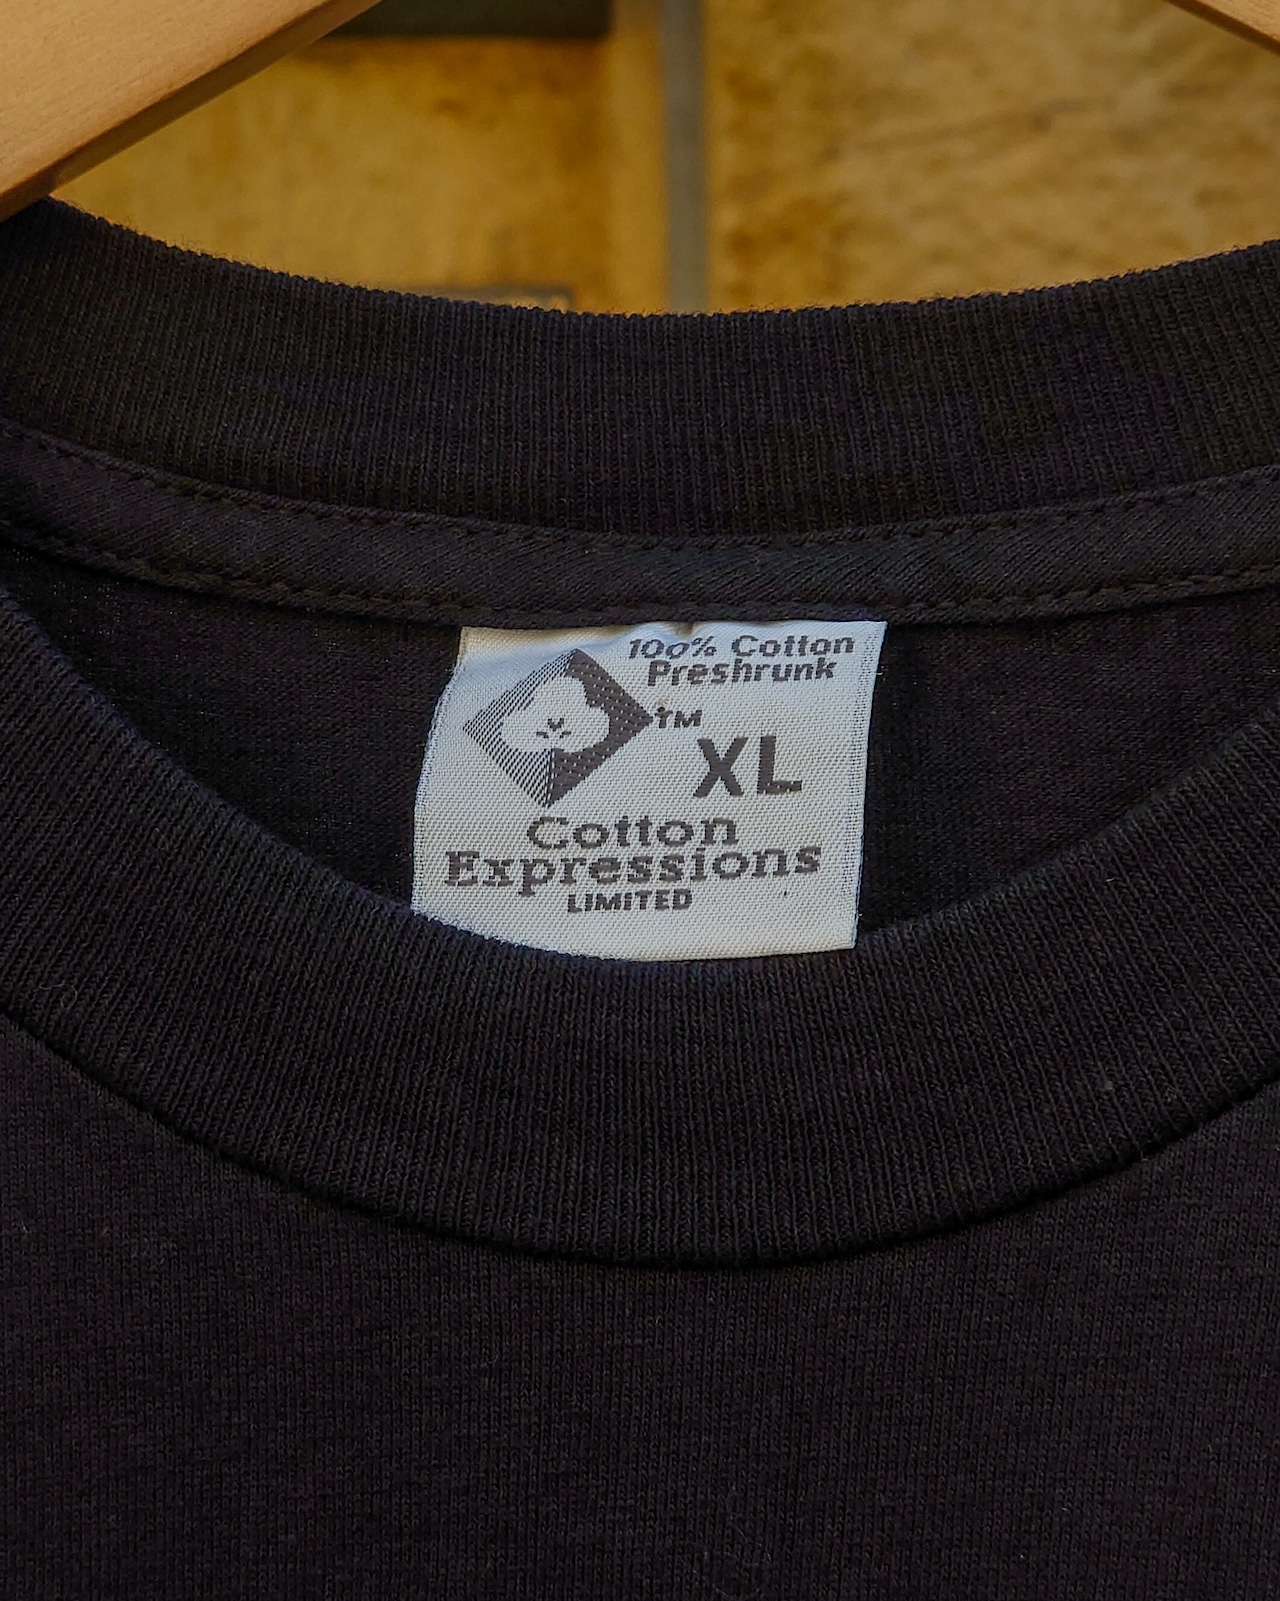 100% Cotton
Preshrunk
TM
XL
Cotton
Expressions
LIMITED